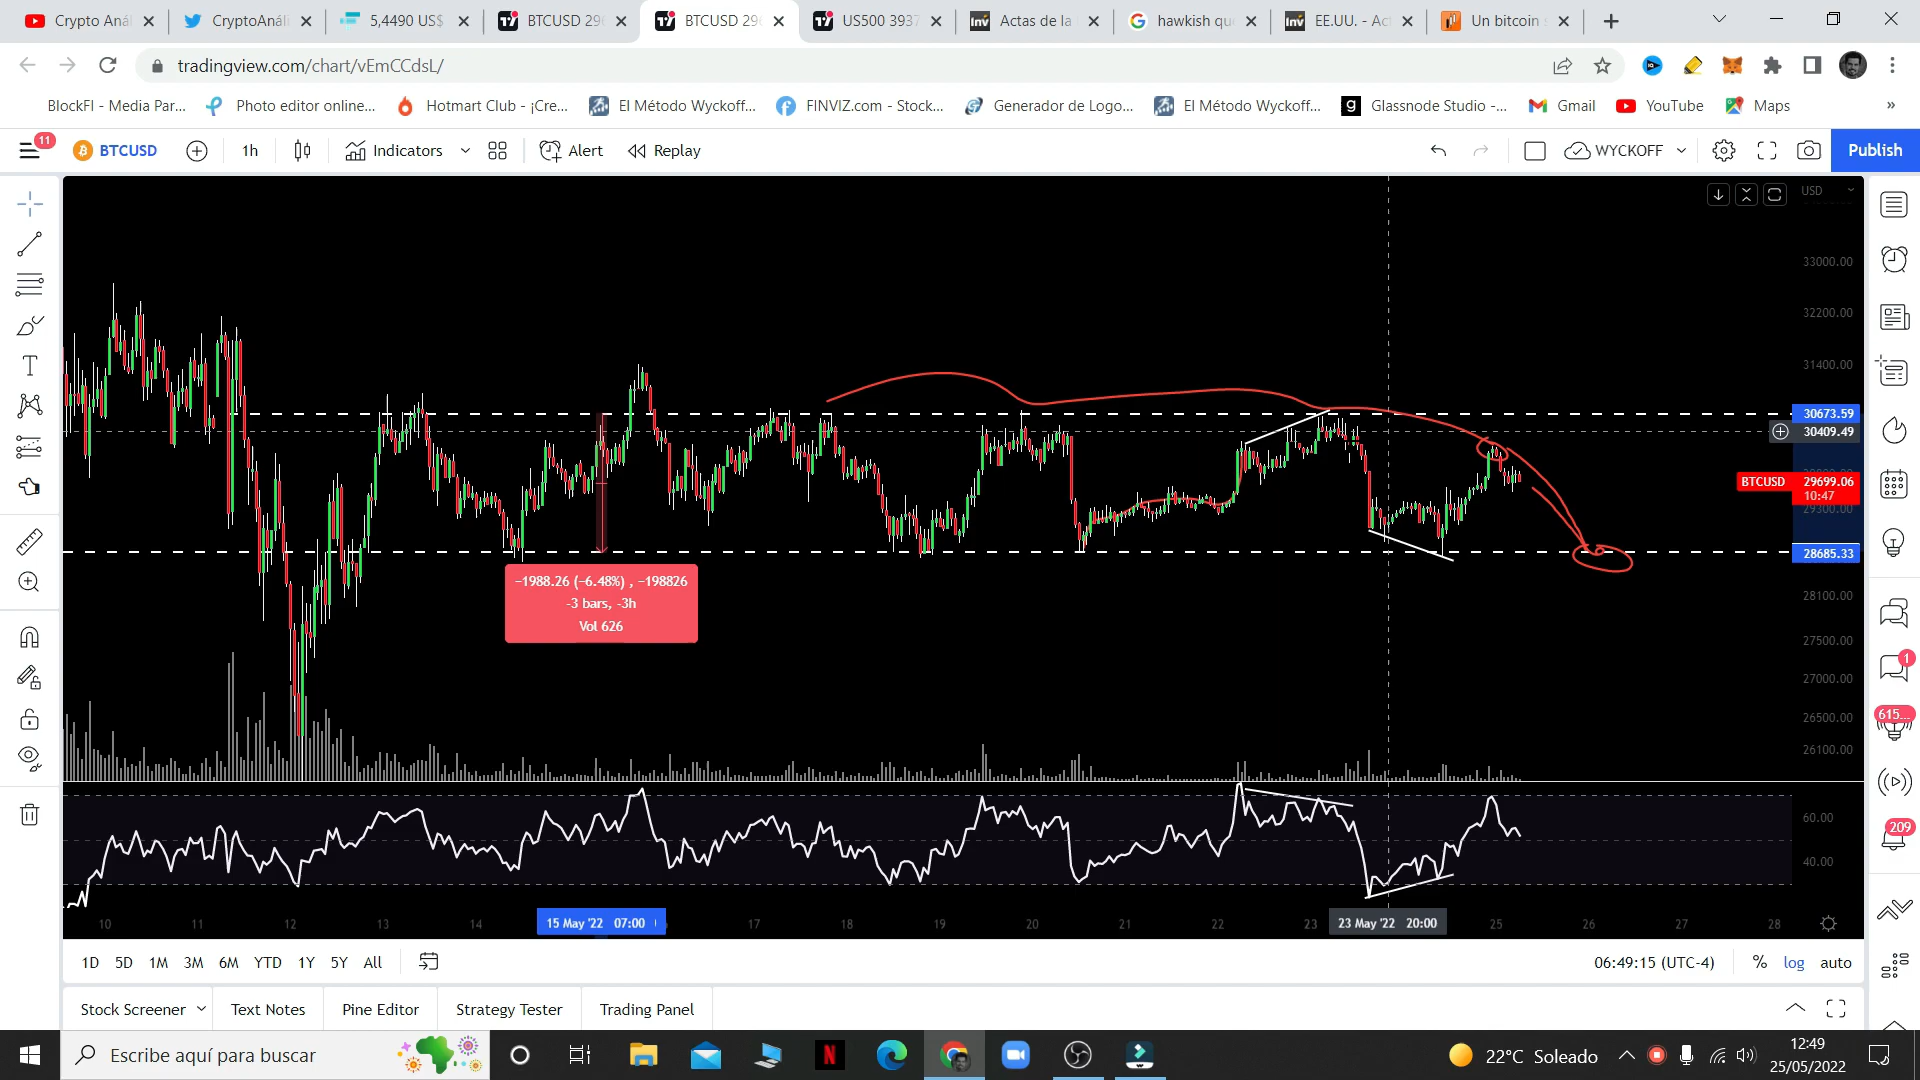 Crypto Aná
CryptoAnáli
5,4490 US$
BTCUSD 296
BTCUSD 296
US500 3937
Actas de la
hawkish que
EE.UU. - Act
Un bitcoin s
tradingview.com/chart/vEmCCdsL/
BlockFI - Media Par...
Photo editor online...
Hotmart Club - ¡Cre...
El Método Wyckoff...
FINVIZ.com - Stock...
Generador de Logo...
El Método Wyckoff...
Glassnode Studio -...
Gmail
YouTube
Maps
»
11
BTCUSD
1h
Indicators
Alert
Replay
WYCKOFF
Publish
USD
33000.00
32200.00
31400.00
30673.59
30409.49
BTCUSD
29699.06
10:47
29300.00
28685.33
28100.00
27500.00
27000.00
26500.00
26100.00
−1988.26 (−6.48%) , −198826
-3 bars, -3h
Vol 626
60.00
40.00
10
11
12
13
14
15 May '22 07:00
17
18
19
20
21
22
23
23 May '22 20:00
25
26
27
28
1
615...
209
1D
5D
1M
3M
6M
YTD
1Y
5Y
All
06:49:15 (UTC-4)
%
log
auto
Stock Screener
Text Notes
Pine Editor
Strategy Tester
Trading Panel
Escribe aquí para buscar
22°C Soleado
12:49
25/05/2022